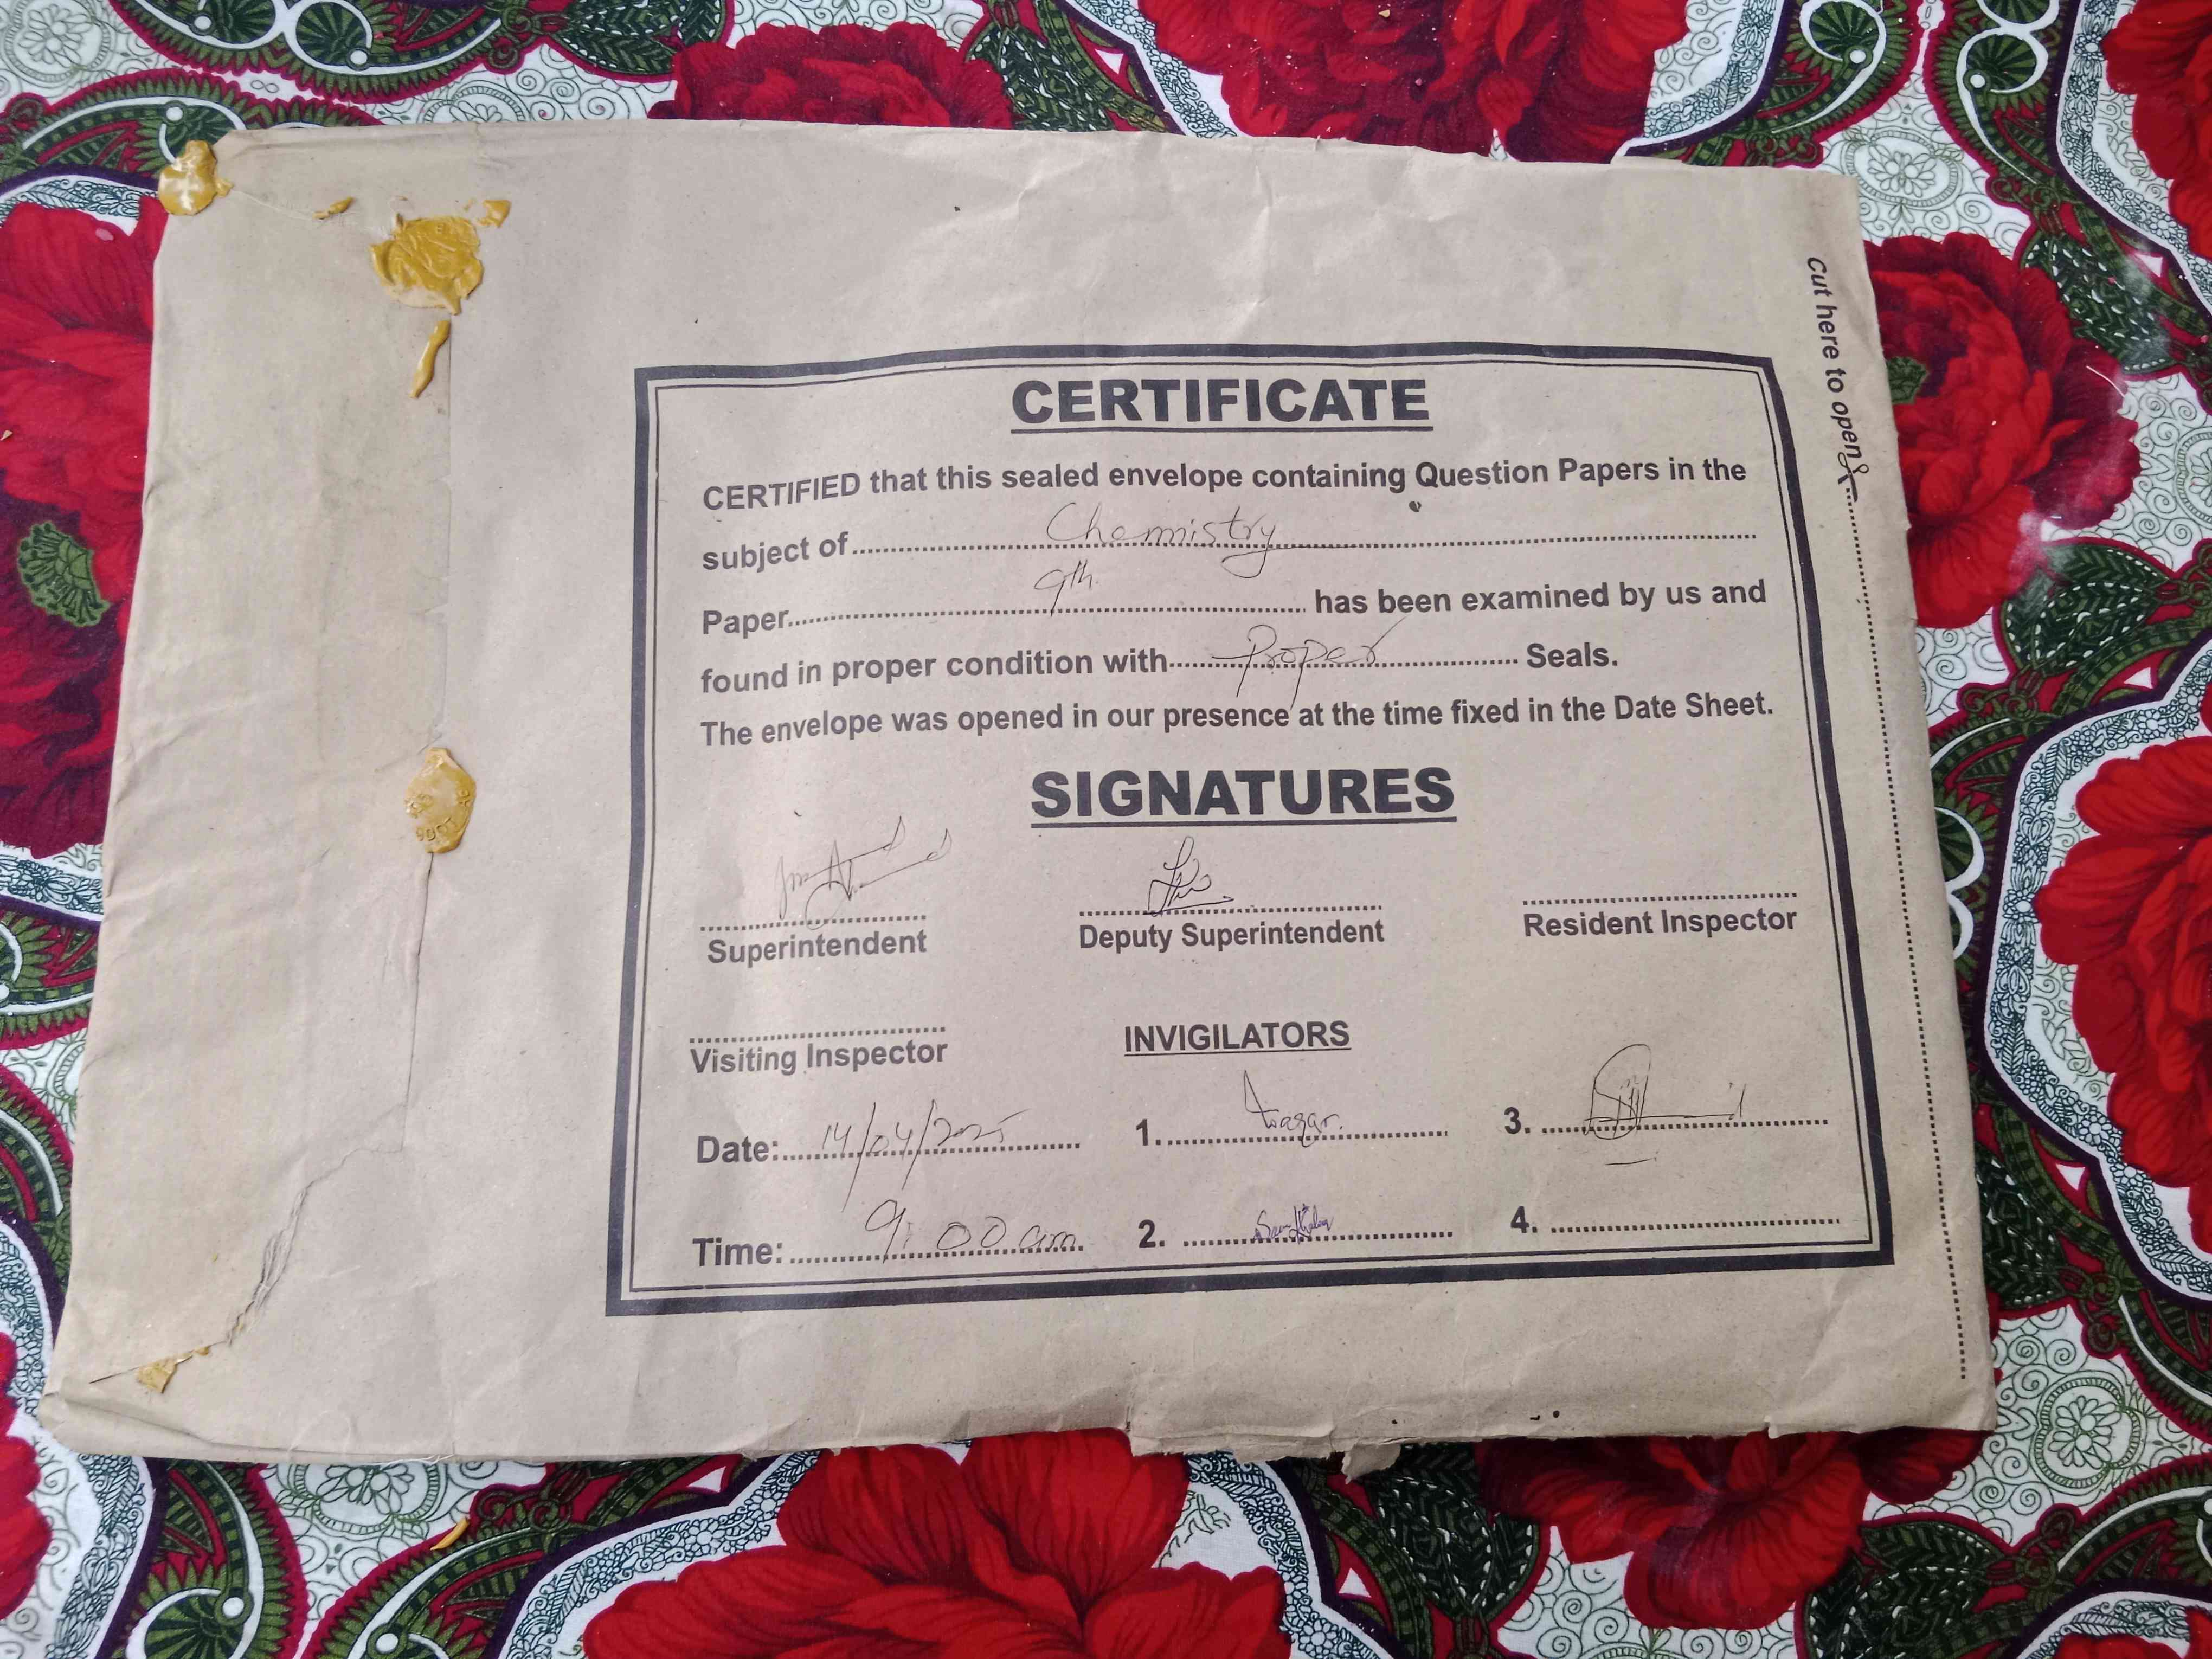 Cut here to open
CERTIFICATE
CERTIFIED that this sealed envelope containing Question Papers in the
subject of Chemmistry
Paper 9th has been examined by us and
found in proper condition with Proper Seals.
The envelope was opened in our presence at the time fixed in the Date Sheet.
SIGNATURES
Superintendent Deputy Superintendent Resident Inspector
Visiting Inspector INVIGILATORS
Date: 14/04/2025 1. 3.
Time: 9:00 am 2. 4.